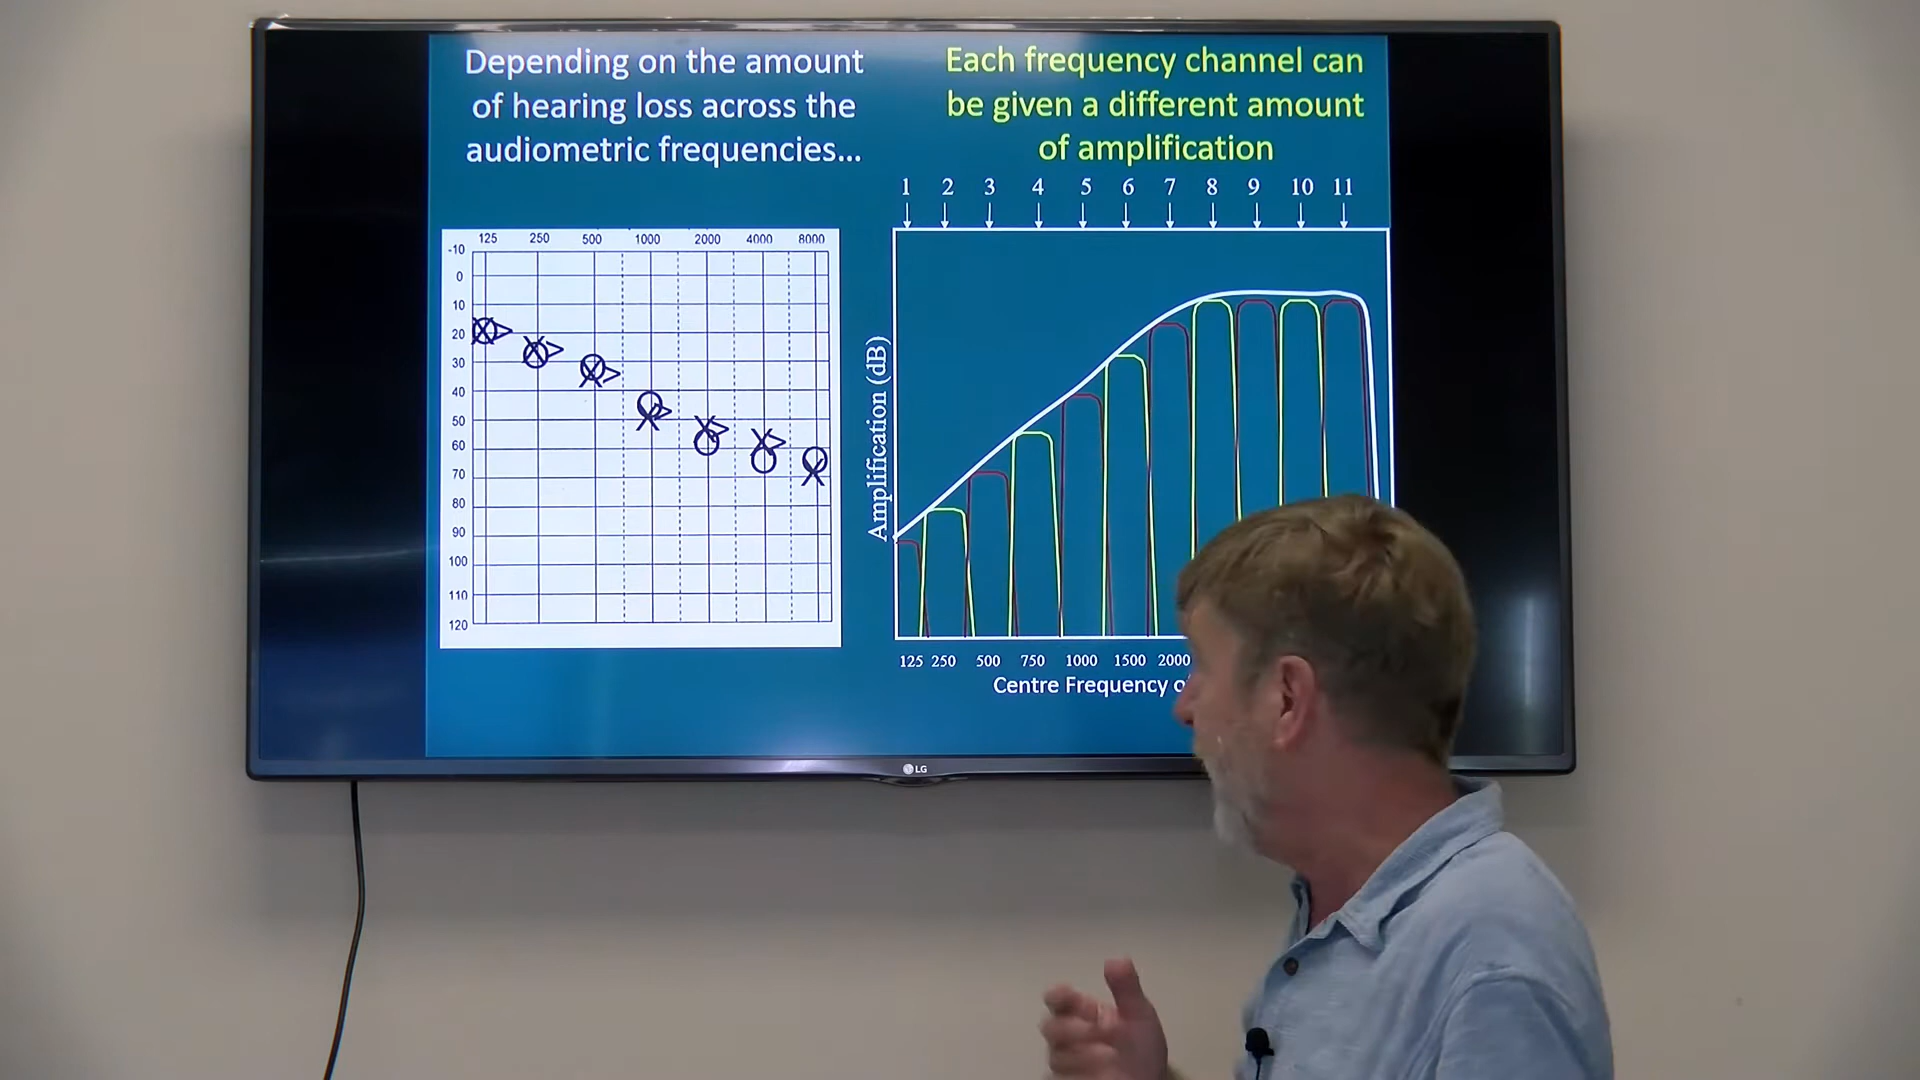 Depending on the amount
of hearing loss across the
audiometric frequencies...
Each frequency channel can
be given a different amount
of amplification
1 2 3 4 5 6 7 8 9 10 11
125 250 500 1000 2000 4000 8000
-10
0
10
20
30
40
50
60
70
80
90
100
110
120
Amplification (dB)
125 250 500 750 1000 1500 2000
Centre Frequency
LG